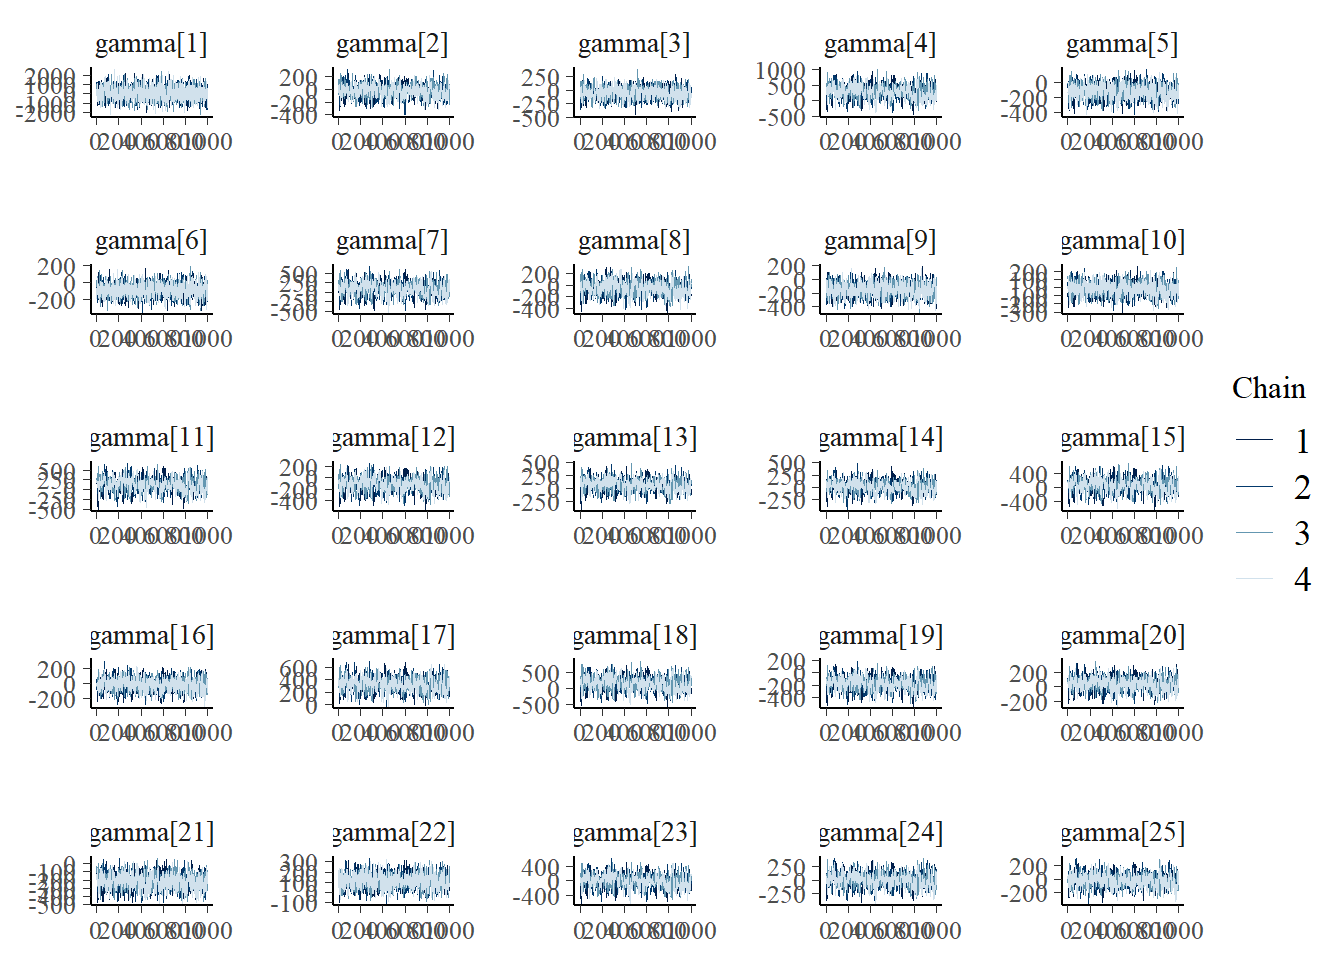 gamma[1] gamma[2] gamma[3] gamma[4] gamma[5]
2000 1000 0 -1000 -2000
200 0 -200 -400
250 0 -250 -500
1000 500 0 -500
0 -200 -400
0 200 400 600 800 1000 0 200 400 600 800 1000 0 200 400 600 800 1000 0 200 400 600 800 1000 0 200 400 600 800 1000
gamma[6] gamma[7] gamma[8] gamma[9] gamma[10]
200 0 -200
500 250 0 -250 -500
200 0 -200 -400
200 0 -200 -400
200 100 0 -100 -200 -300
0 200 400 600 800 1000 0 200 400 600 800 1000 0 200 400 600 800 1000 0 200 400 600 800 1000 0 200 400 600 800 1000
gamma[11] gamma[12] gamma[13] gamma[14] gamma[15]
500 250 0 -250 -500
200 0 -200 -400
500 250 0 -250
500 250 0 -250
400 0 -400
0 200 400 600 800 1000 0 200 400 600 800 1000 0 200 400 600 800 1000 0 200 400 600 800 1000 0 200 400 600 800 1000
gamma[16] gamma[17] gamma[18] gamma[19] gamma[20]
200 0 -200
600 400 200 0
500 0 -500
200 0 -200 -400
200 0 -200
0 200 400 600 800 1000 0 200 400 600 800 1000 0 200 400 600 800 1000 0 200 400 600 800 1000 0 200 400 600 800 1000
gamma[21] gamma[22] gamma[23] gamma[24] gamma[25]
0 -100 -200 -300 -400 -500
300 200 100 0 -100
400 0 -400
250 0 -250
200 0 -200
0 200 400 600 800 1000 0 200 400 600 800 1000 0 200 400 600 800 1000 0 200 400 600 800 1000 0 200 400 600 800 1000
Chain
1
2
3
4